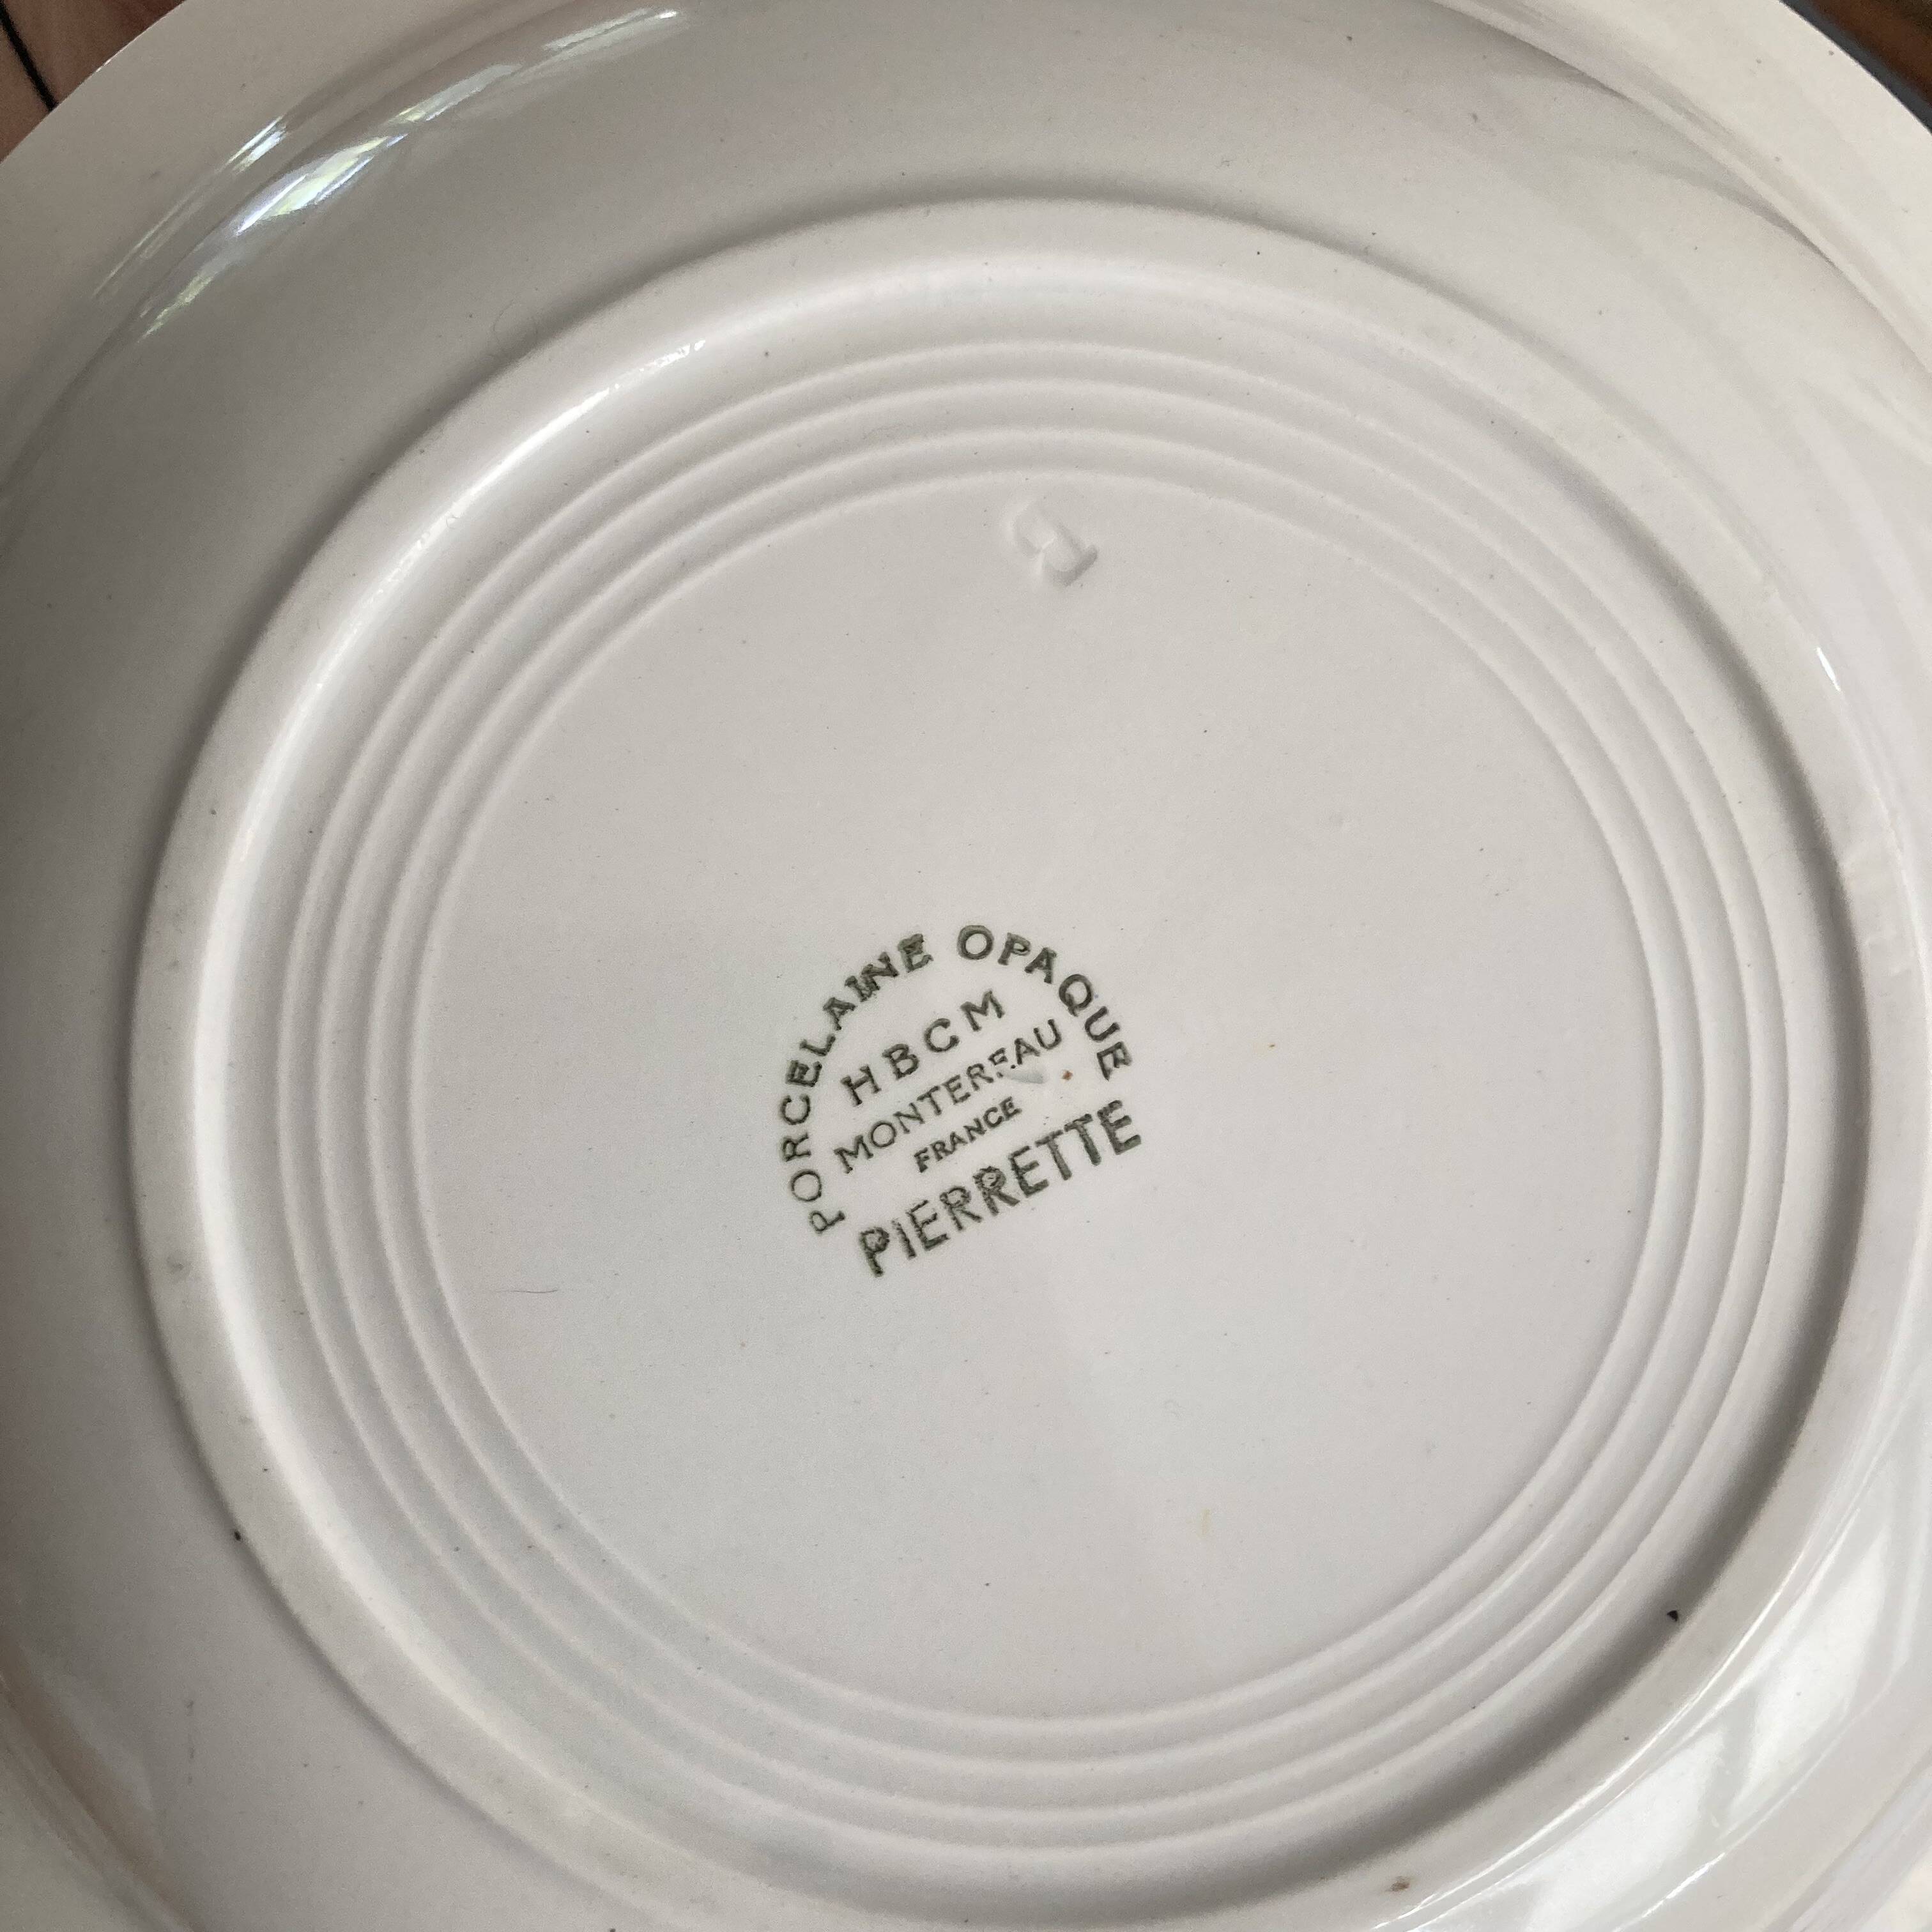 PORCELAINE OPAQUE
HBCM
MONTEREAU
FRANCE
PIERRETTE